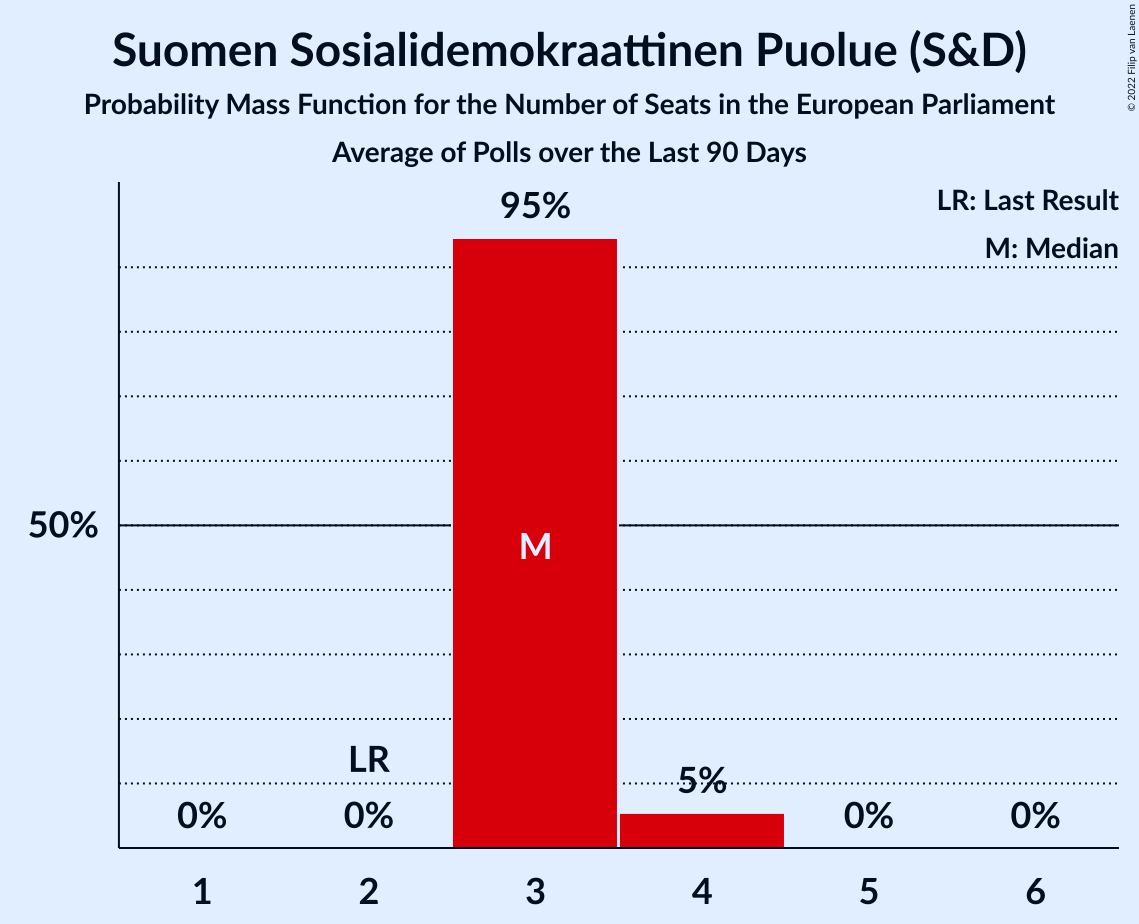 Suomen Sosialidemokraattinen Puolue (S&D)
Probability Mass Function for the Number of Seats in the European Parliament
Average of Polls over the Last 90 Days
© 2022 Filip van Laenen
LR: Last Result
M: Median
95%
50%
M
LR
5%
0% 0% 0% 0%
1 2 3 4 5 6